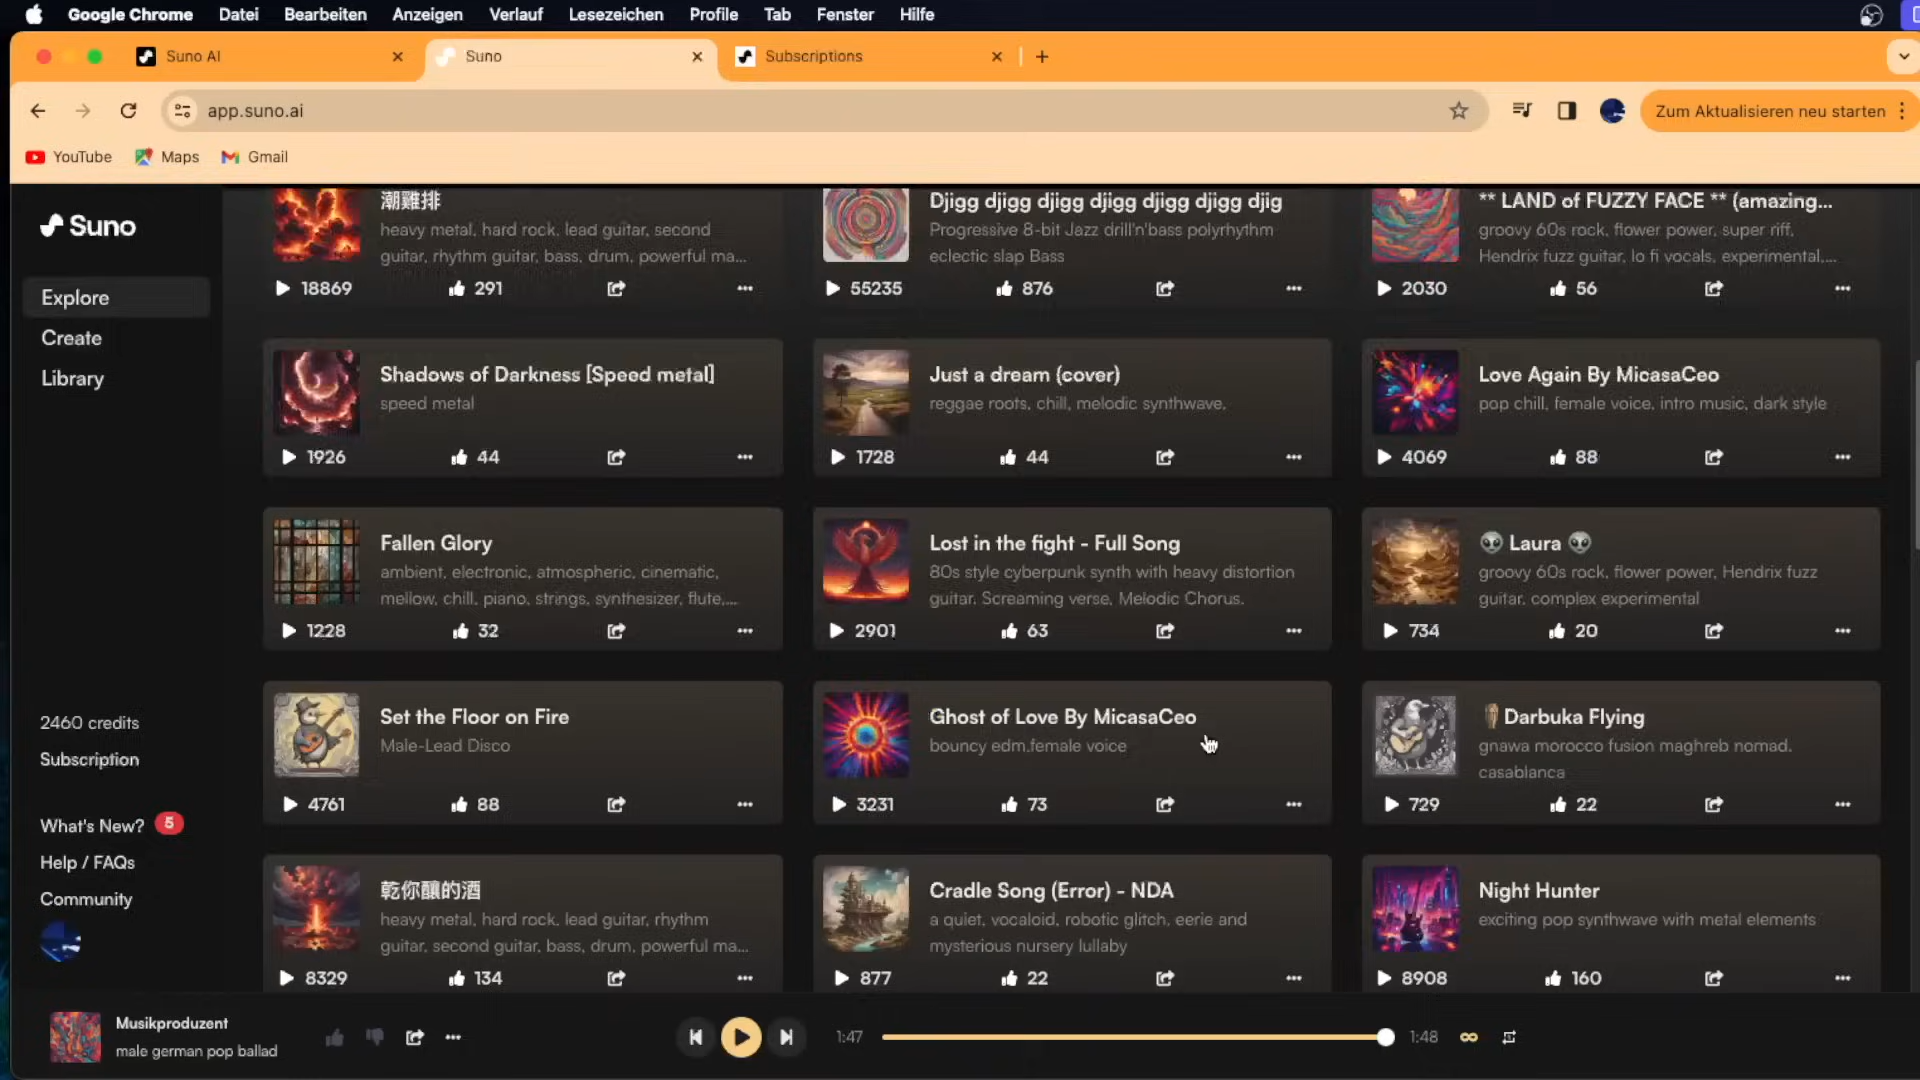 Google Chrome Datei Bearbeiten Anzeigen Verlauf Lesezeichen Profile Tab Fenster Hilfe
Suno AI
Suno
Subscriptions
app.suno.ai
Zum Aktualisieren neu starten
YouTube Maps Gmail
Suno
Explore
Create
Library
2460 credits
Subscription
What's New? 5
Help / FAQs
Community
潮雞排
heavy metal, hard rock, lead guitar, second
guitar, rhythm guitar, bass, drum, powerful ma...
18869 291
Djigg djigg djigg djigg djigg djigg djig
Progressive 8-bit Jazz drill'n'bass polyrhythm
eclectic slap Bass
55235 876
** LAND of FUZZY FACE ** (amazing...
groovy 60s rock, flower power, super riff,
Hendrix fuzz guitar, lo fi vocals, experimental,...
2030 56
Shadows of Darkness [Speed metal]
speed metal
1926 44
Just a dream (cover)
reggae roots, chill, melodic synthwave,
1728 44
Love Again By MicasaCeo
pop chill, female voice, intro music, dark style
4069 88
Fallen Glory
ambient, electronic, atmospheric, cinematic,
mellow, chill, piano, strings, synthesizer, flute,...
1228 32
Lost in the fight - Full Song
80s style cyberpunk synth with heavy distortion
guitar. Screaming verse, Melodic Chorus.
2901 63
👽 Laura 👽
groovy 60s rock, flower power, Hendrix fuzz
guitar, complex experimental
734 20
Set the Floor on Fire
Male-Lead Disco
4761 88
Ghost of Love By MicasaCeo
bouncy edm,female voice
3231 73
Darbuka Flying
gnawa morocco fusion maghreb nomad,
casablanca
729 22
乾你釀的酒
heavy metal, hard rock, lead guitar, rhythm
guitar, second guitar, bass, drum, powerful ma...
8329 134
Cradle Song (Error) - NDA
a quiet, vocaloid, robotic glitch, eerie and
mysterious nursery lullaby
877 22
Night Hunter
exciting pop synthwave with metal elements
8908 160
Musikproduzent
male german pop ballad
1:47 1:48